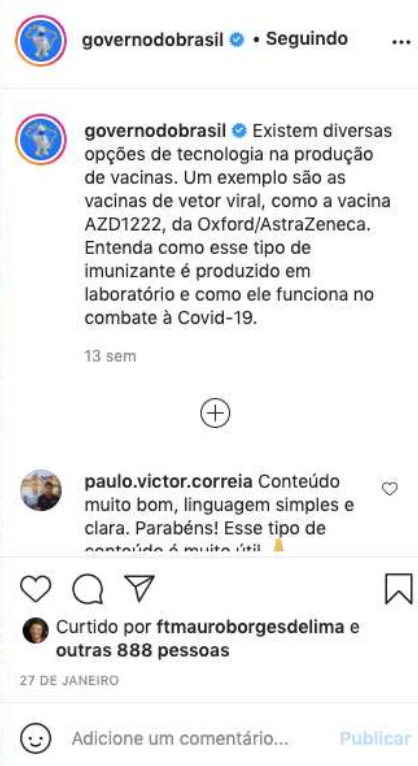 governodobrasil • Seguindo
governodobrasil Existem diversas
opções de tecnologia na produção
de vacinas. Um exemplo são as
vacinas de vetor viral, como a vacina
AZD1222, da Oxford/AstraZeneca.
Entenda como esse tipo de
imunizante é produzido em
laboratório e como ele funciona no
combate à Covid-19.
13 sem
paulo.victor.correia Conteúdo
muito bom, linguagem simples e
clara. Parabéns! Esse tipo de
conteúdo é muito útil 🙏
Curtido por ftmauroborgesdelima e
outras 888 pessoas
27 DE JANEIRO
Adicione um comentário... Publicar